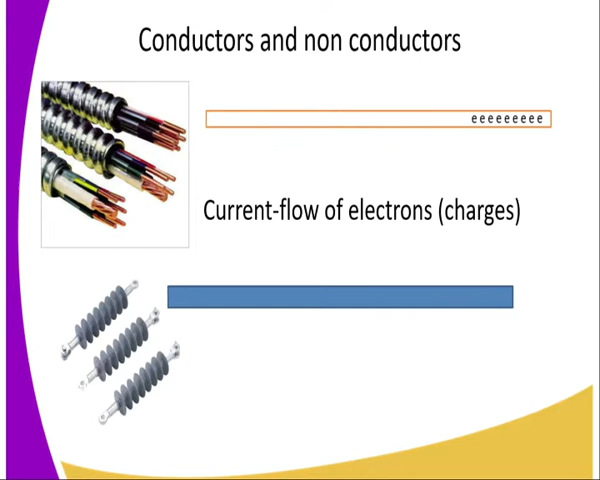 Conductors and non conductors
e e e e e e e e e
Current-flow of electrons (charges)